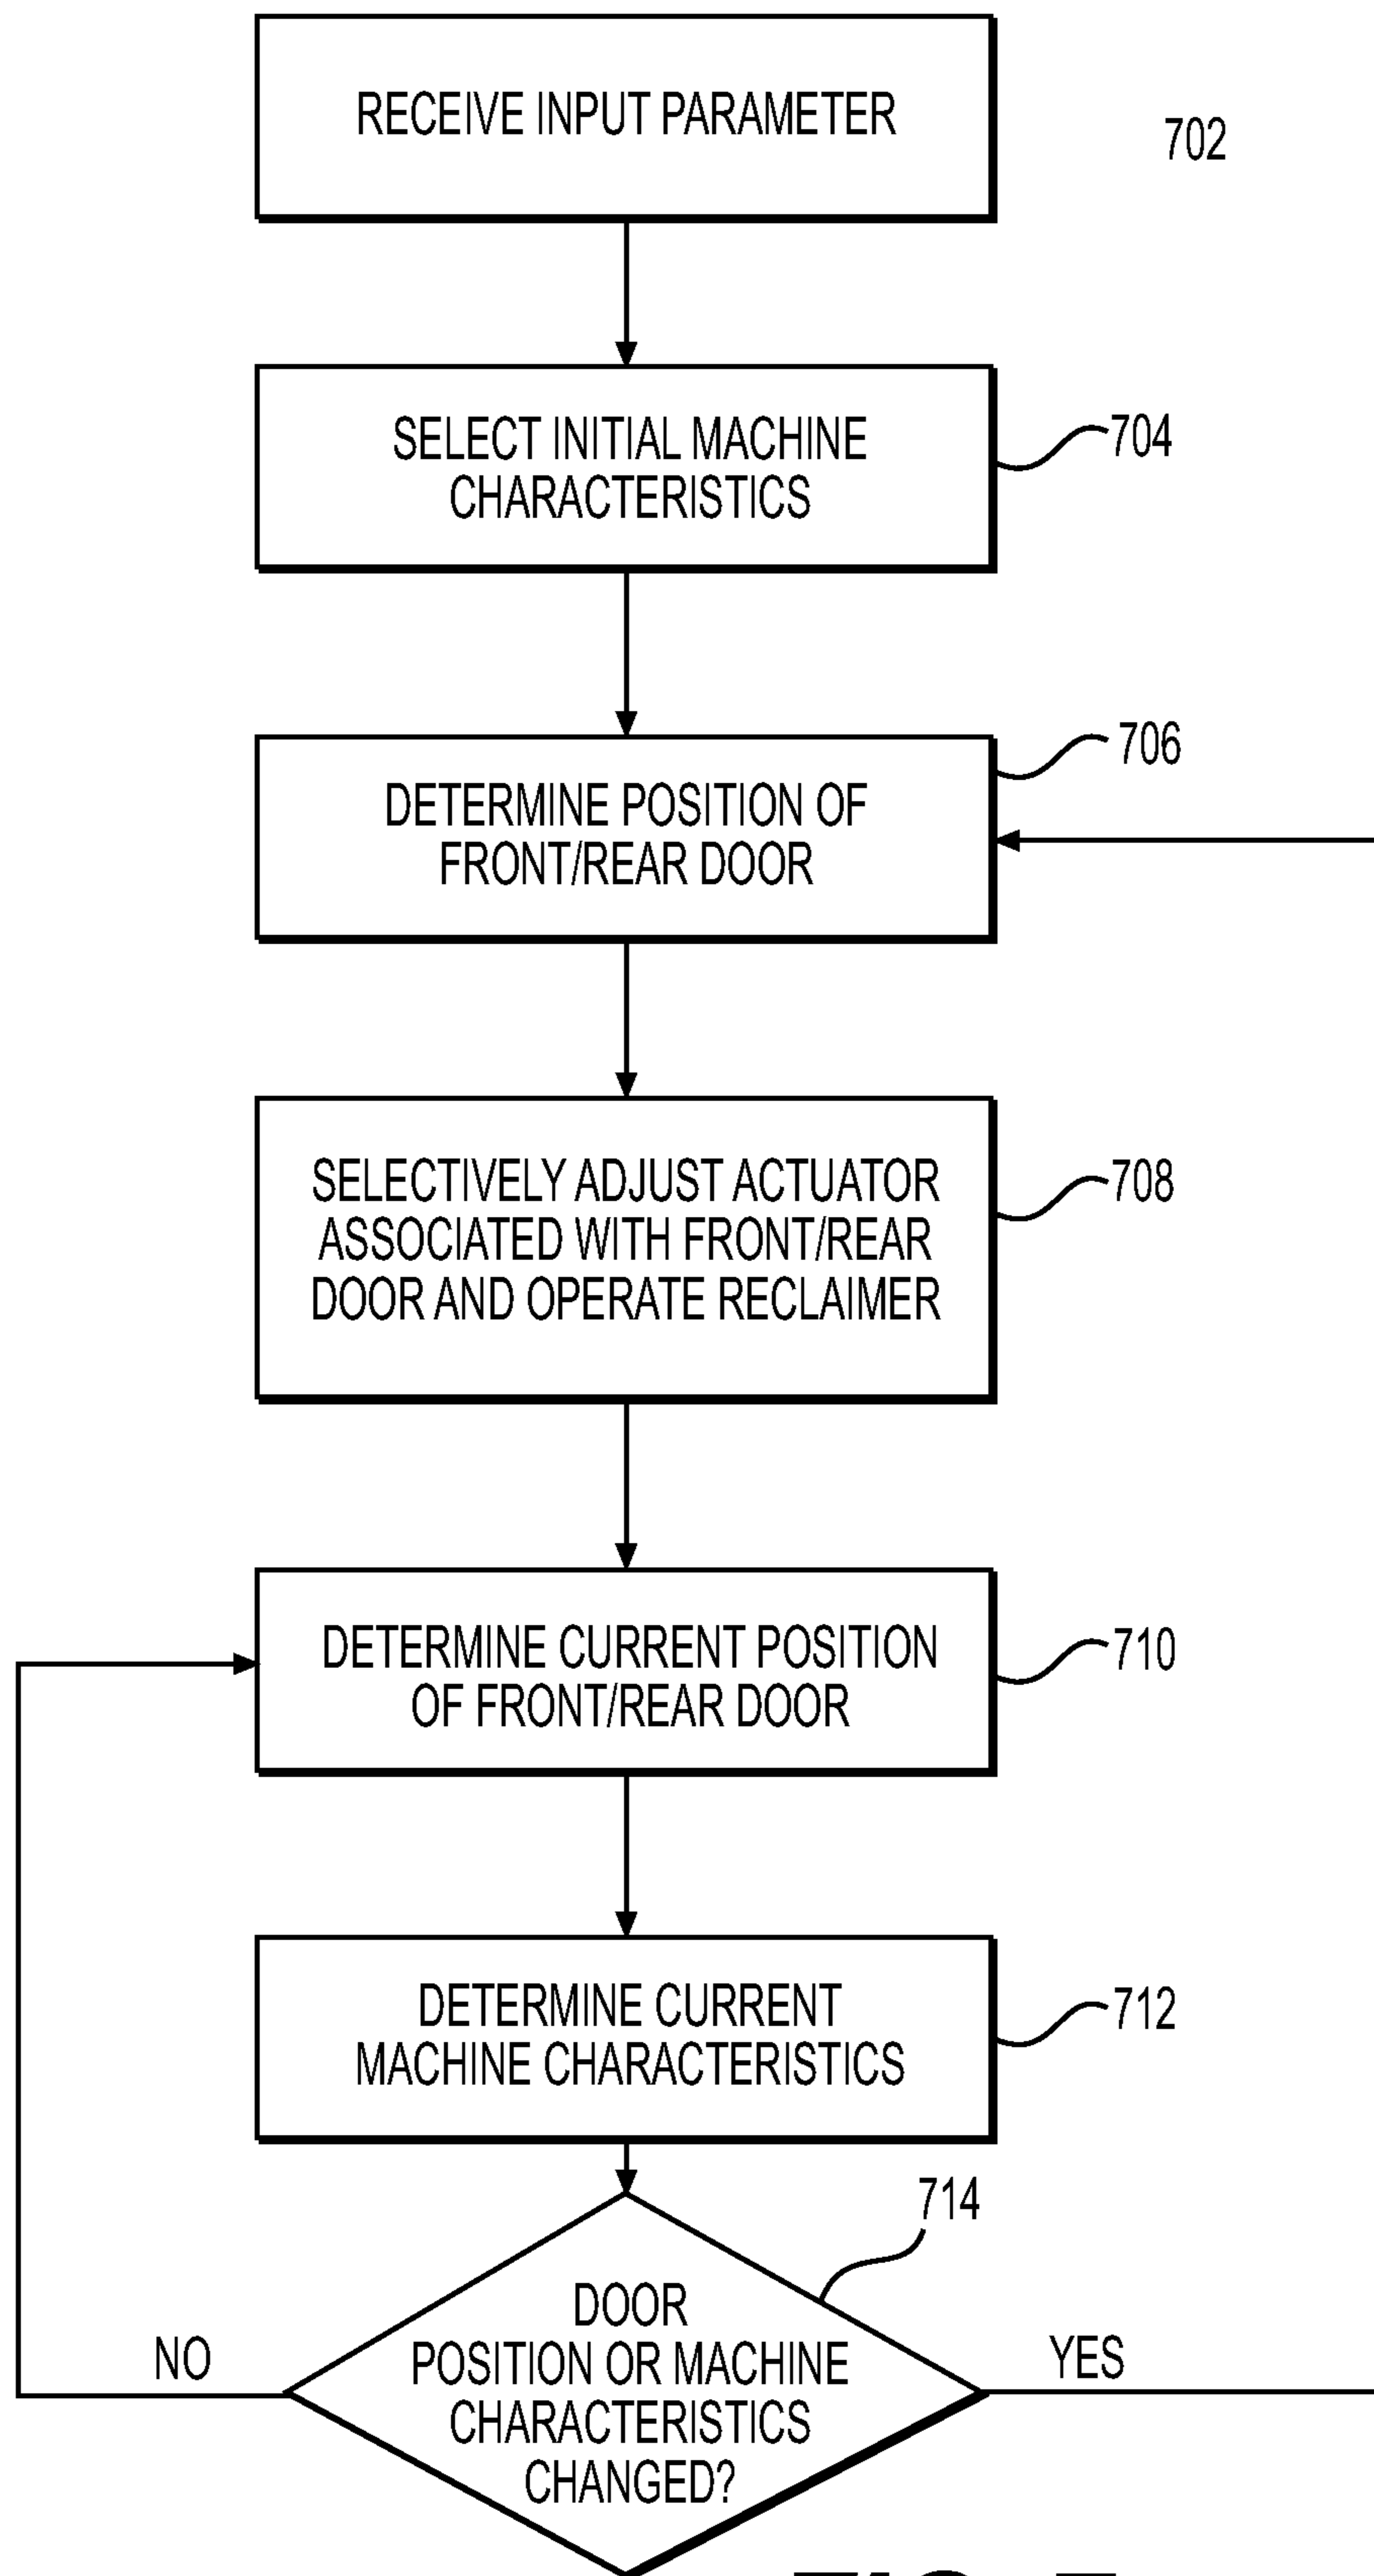 RECEIVE INPUT PARAMETER
702
SELECT INITIAL MACHINE
CHARACTERISTICS
704
706
DETERMINE POSITION OF
FRONT/REAR DOOR
SELECTIVELY ADJUST ACTUATOR
ASSOCIATED WITH FRONT/REAR
DOOR AND OPERATE RECLAIMER
708
DETERMINE CURRENT POSITION
OF FRONT/REAR DOOR
710
DETERMINE CURRENT
MACHINE CHARACTERISTICS
712
714
DOOR
POSITION OR MACHINE
CHARACTERISTICS
CHANGED?
NO
YES